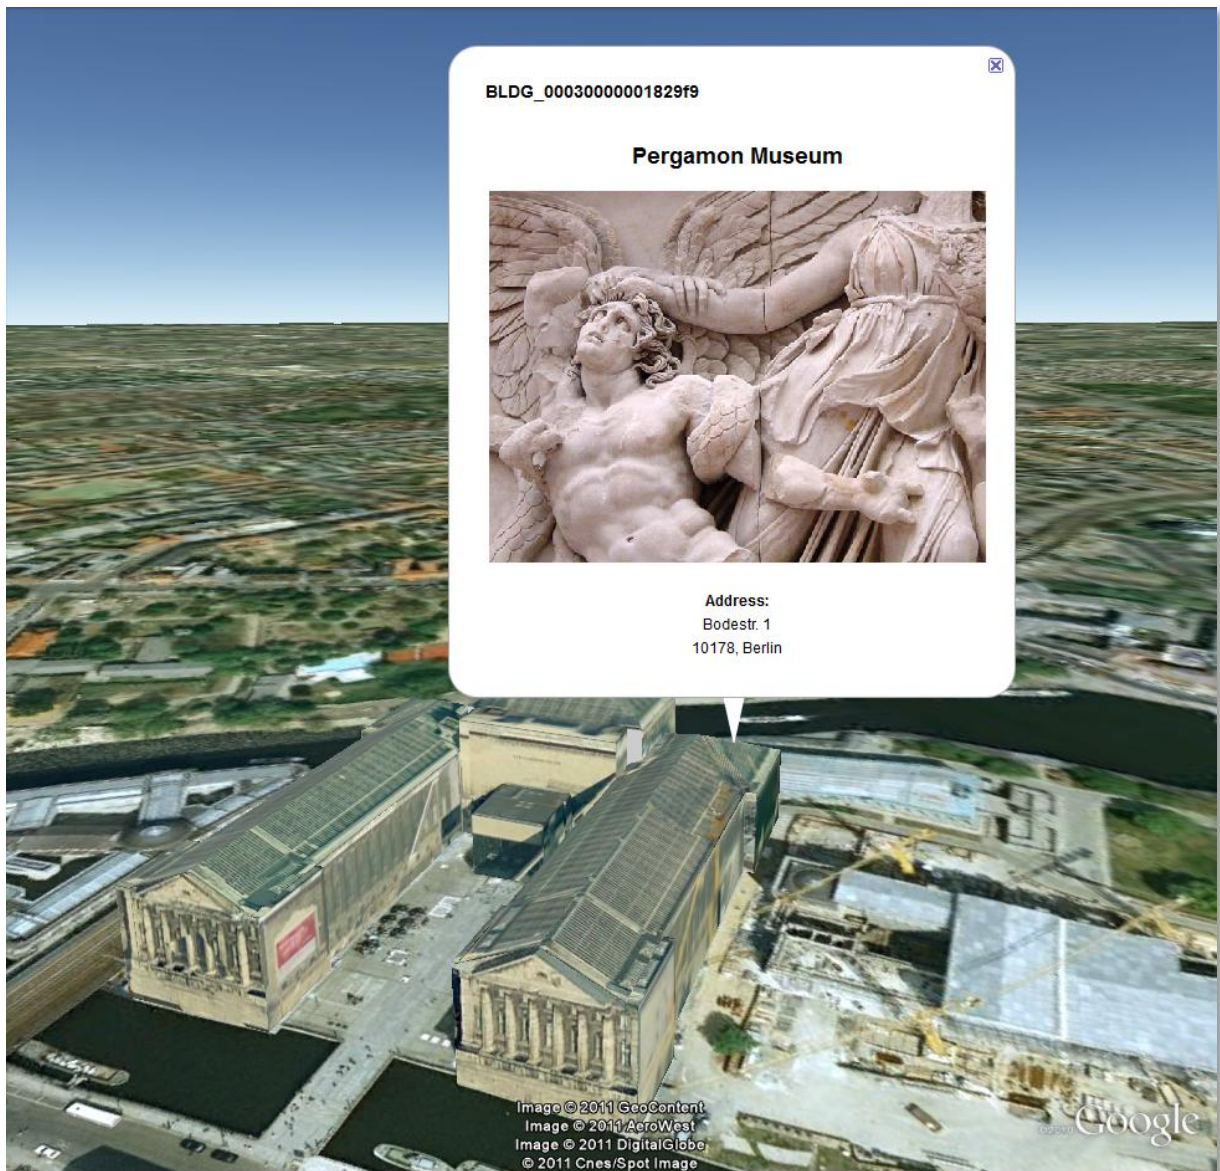 BLDG_00030000001829f9
Pergamon Museum
Address:
Bodestr. 1
10178, Berlin
Image © 2011 GeoContent
Image © 2011 AeroWest
Image © 2011 DigitalGlobe
© 2011 Cnes/Spot Image
Google